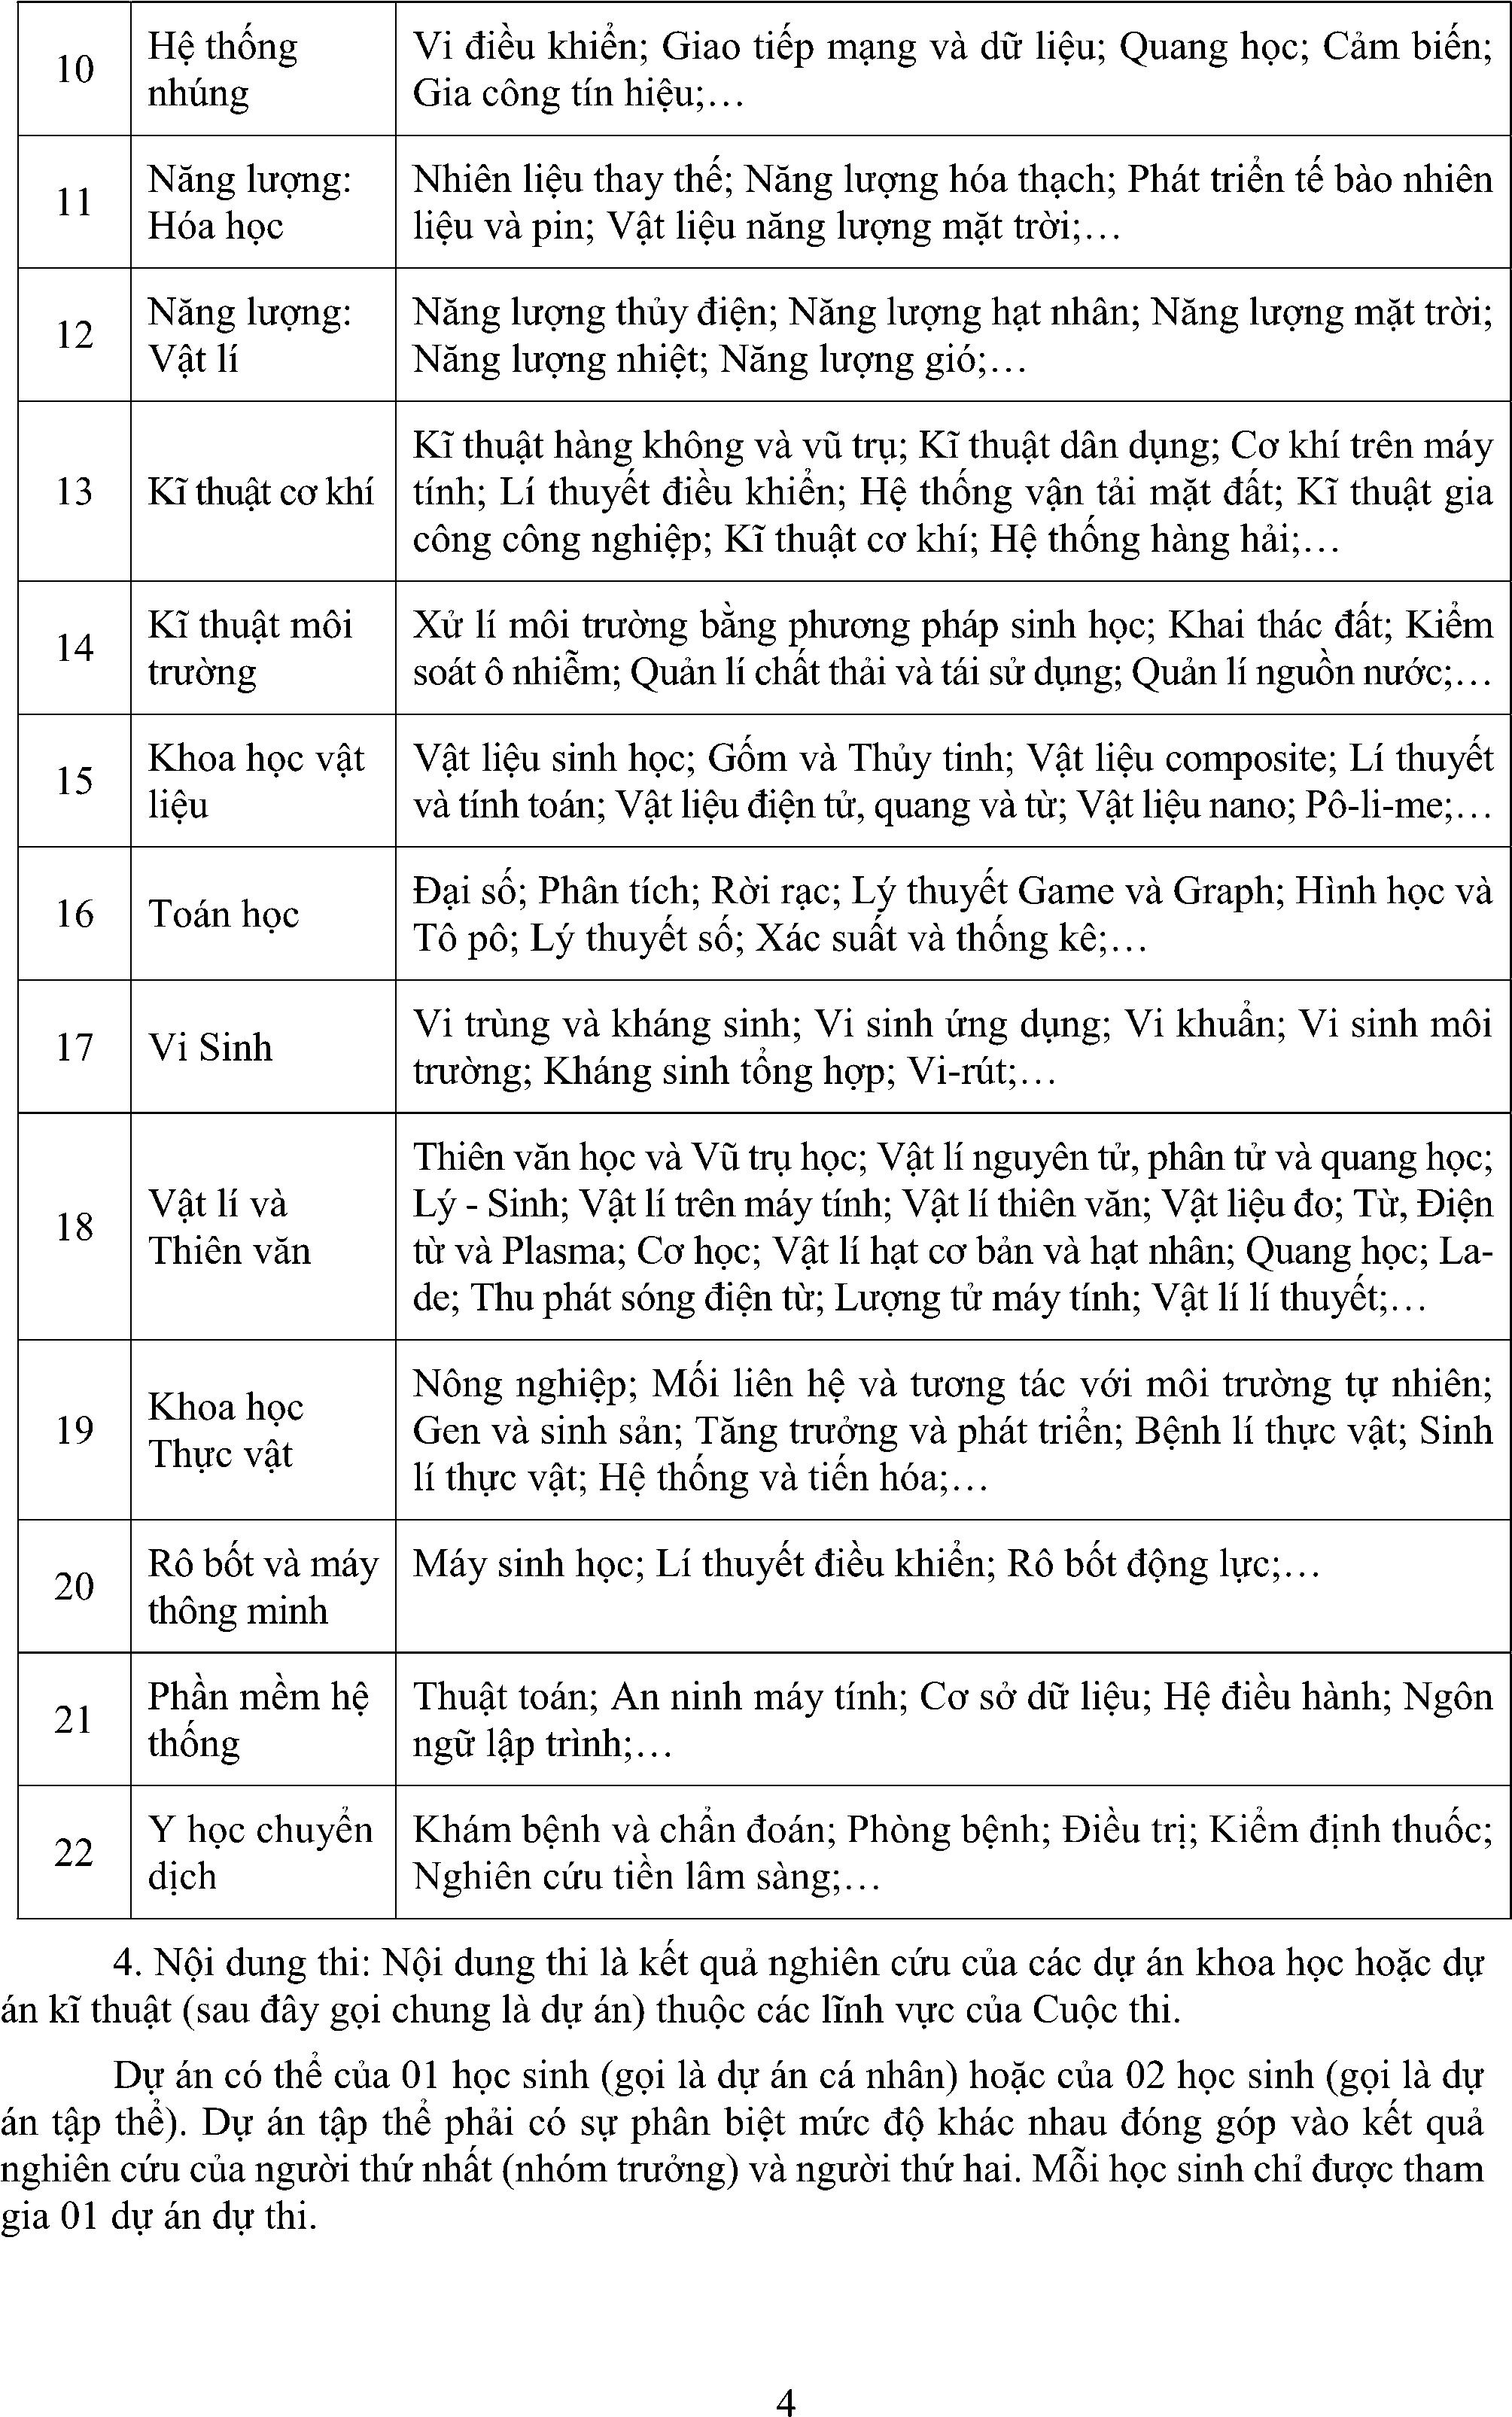 10
Hệ thống
nhúng
Vi điều khiển; Giao tiếp mạng và dữ liệu; Quang học; Cảm biến;
Gia công tín hiệu;…
11
Năng lượng:
Hóa học
Nhiên liệu thay thế; Năng lượng hóa thạch; Phát triển tế bào nhiên
liệu và pin; Vật liệu năng lượng mặt trời;…
12
Năng lượng:
Vật lí
Năng lượng thủy điện; Năng lượng hạt nhân; Năng lượng mặt trời;
Năng lượng nhiệt; Năng lượng gió;…
13
Kĩ thuật cơ khí
Kĩ thuật hàng không và vũ trụ; Kĩ thuật dân dụng; Cơ khí trên máy
tính; Lí thuyết điều khiển; Hệ thống vận tải mặt đất; Kĩ thuật gia
công công nghiệp; Kĩ thuật cơ khí; Hệ thống hàng hải;…
14
Kĩ thuật môi
trường
Xử lí môi trường bằng phương pháp sinh học; Khai thác đất; Kiểm
soát ô nhiễm; Quản lí chất thải và tái sử dụng; Quản lí nguồn nước;…
15
Khoa học vật
liệu
Vật liệu sinh học; Gốm và Thủy tinh; Vật liệu composite; Lí thuyết
và tính toán; Vật liệu điện tử, quang và từ; Vật liệu nano; Pô-li-me;…
16
Toán học
Đại số; Phân tích; Rời rạc; Lý thuyết Game và Graph; Hình học và
Tô pô; Lý thuyết số; Xác suất và thống kê;…
17
Vi Sinh
Vi trùng và kháng sinh; Vi sinh ứng dụng; Vi khuẩn; Vi sinh môi
trường; Kháng sinh tổng hợp; Vi-rút;…
18
Vật lí và
Thiên văn
Thiên văn học và Vũ trụ học; Vật lí nguyên tử, phân tử và quang học;
Lý - Sinh; Vật lí trên máy tính; Vật lí thiên văn; Vật liệu đo; Từ, Điện
từ và Plasma; Cơ học; Vật lí hạt cơ bản và hạt nhân; Quang học; La-
de; Thu phát sóng điện từ; Lượng tử máy tính; Vật lí lí thuyết;…
19
Khoa học
Thực vật
Nông nghiệp; Mối liên hệ và tương tác với môi trường tự nhiên;
Gen và sinh sản; Tăng trưởng và phát triển; Bệnh lí thực vật; Sinh
lí thực vật; Hệ thống và tiến hóa;…
20
Rô bốt và máy
thông minh
Máy sinh học; Lí thuyết điều khiển; Rô bốt động lực;…
21
Phần mềm hệ
thống
Thuật toán; An ninh máy tính; Cơ sở dữ liệu; Hệ điều hành; Ngôn
ngữ lập trình;…
22
Y học chuyển
dịch
Khám bệnh và chẩn đoán; Phòng bệnh; Điều trị; Kiểm định thuốc;
Nghiên cứu tiền lâm sàng;…
4. Nội dung thi: Nội dung thi là kết quả nghiên cứu của các dự án khoa học hoặc dự
án kĩ thuật (sau đây gọi chung là dự án) thuộc các lĩnh vực của Cuộc thi.
Dự án có thể của 01 học sinh (gọi là dự án cá nhân) hoặc của 02 học sinh (gọi là dự
án tập thể). Dự án tập thể phải có sự phân biệt mức độ khác nhau đóng góp vào kết quả
nghiên cứu của người thứ nhất (nhóm trưởng) và người thứ hai. Mỗi học sinh chỉ được tham
gia 01 dự án dự thi.
4